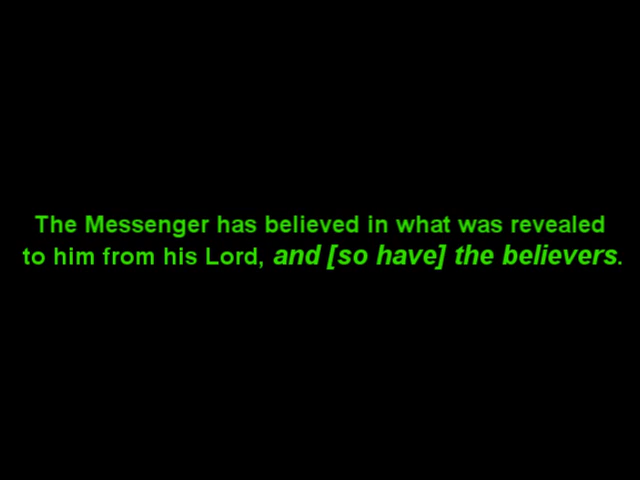 The Messenger has believed in what was revealed
to him from his Lord, and [so have] the believers.